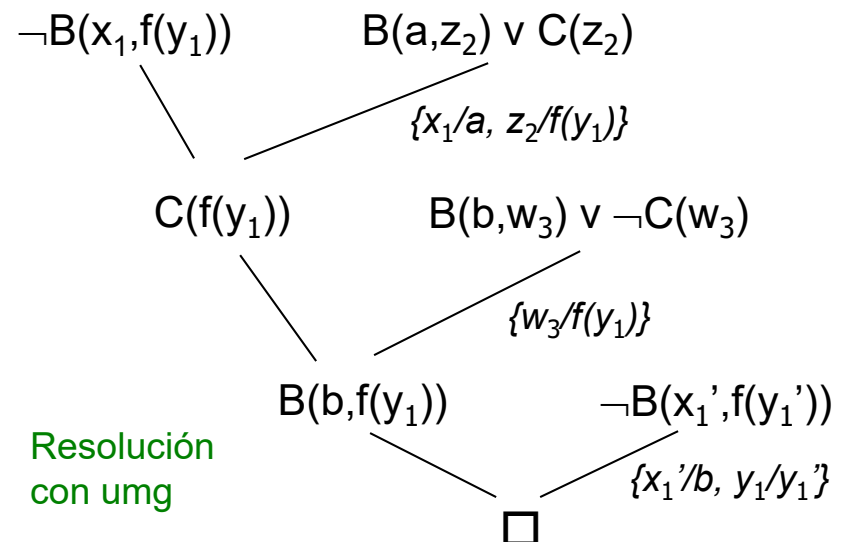 ¬B(x₁,f(y₁)) B(a,z₂) v C(z₂)
{x₁/a, z₂/f(y₁)}
C(f(y₁)) B(b,w₃) v ¬C(w₃)
{w₃/f(y₁)}
B(b,f(y₁)) ¬B(x₁’,f(y₁’))
Resolución
con umg
{x₁’/b, y₁/y₁’}
□